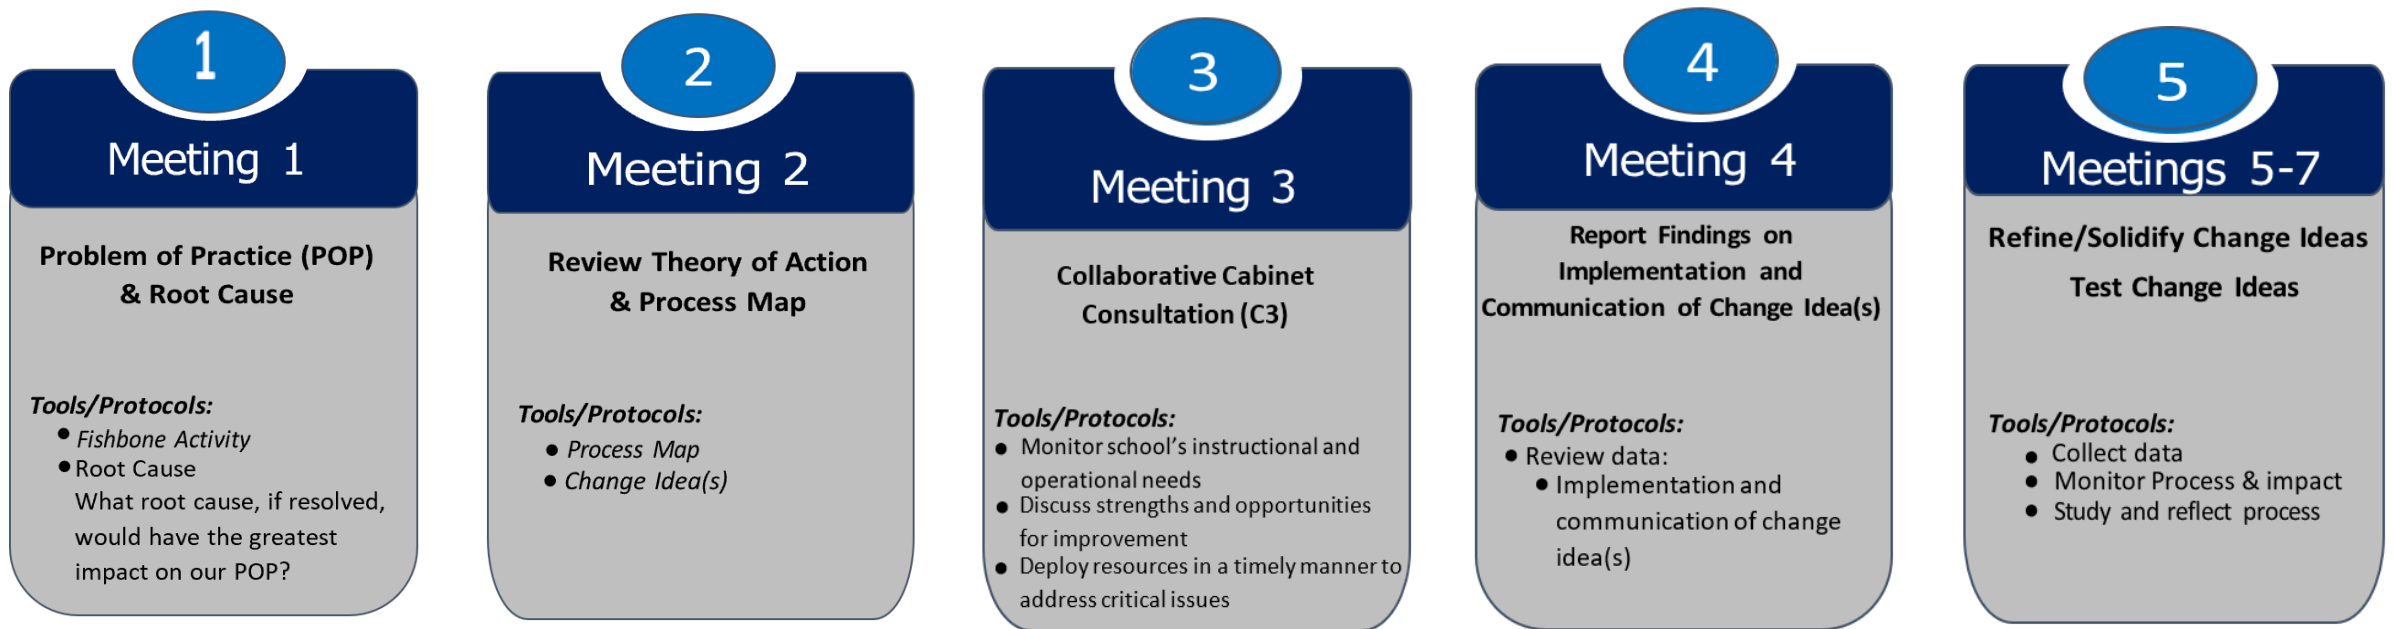 1
Meeting 1
Problem of Practice (POP)
& Root Cause
Tools/Protocols:
● Fishbone Activity
● Root Cause
What root cause, if resolved,
would have the greatest
impact on our POP?
2
Meeting 2
Review Theory of Action
& Process Map
Tools/Protocols:
● Process Map
● Change Idea(s)
3
Meeting 3
Collaborative Cabinet
Consultation (C3)
Tools/Protocols:
● Monitor school’s instructional and
operational needs
● Discuss strengths and opportunities
for improvement
● Deploy resources in a timely manner to
address critical issues
4
Meeting 4
Report Findings on
Implementation and
Communication of Change Idea(s)
Tools/Protocols:
● Review data:
● Implementation and
communication of change
idea(s)
5
Meetings 5-7
Refine/Solidify Change Ideas
Test Change Ideas
Tools/Protocols:
● Collect data
● Monitor Process & impact
● Study and reflect process